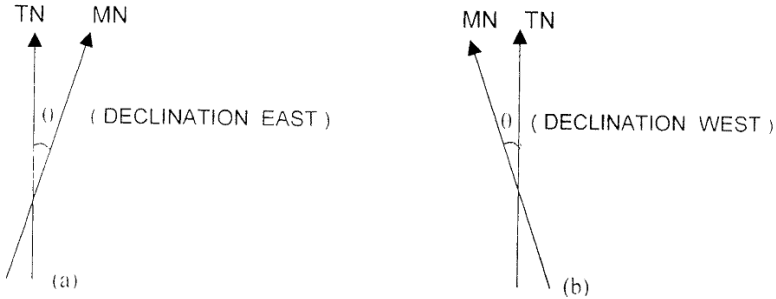 TN MN
θ ( DECLINATION EAST )
(a)
MN TN
θ ( DECLINATION WEST )
(b)